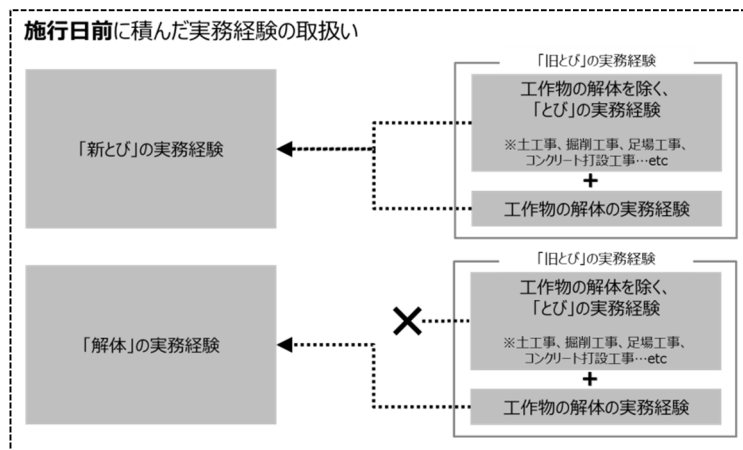 施行日前に積んだ実務経験の取扱い
「新とび」の実務経験
「旧とび」の実務経験
工作物の解体を除く、
「とび」の実務経験
※土工事、掘削工事、足場工事、
コンクリート打設工事…etc
+
工作物の解体の実務経験
「解体」の実務経験
「旧とび」の実務経験
工作物の解体を除く、
「とび」の実務経験
※土工事、掘削工事、足場工事、
コンクリート打設工事…etc
+
工作物の解体の実務経験